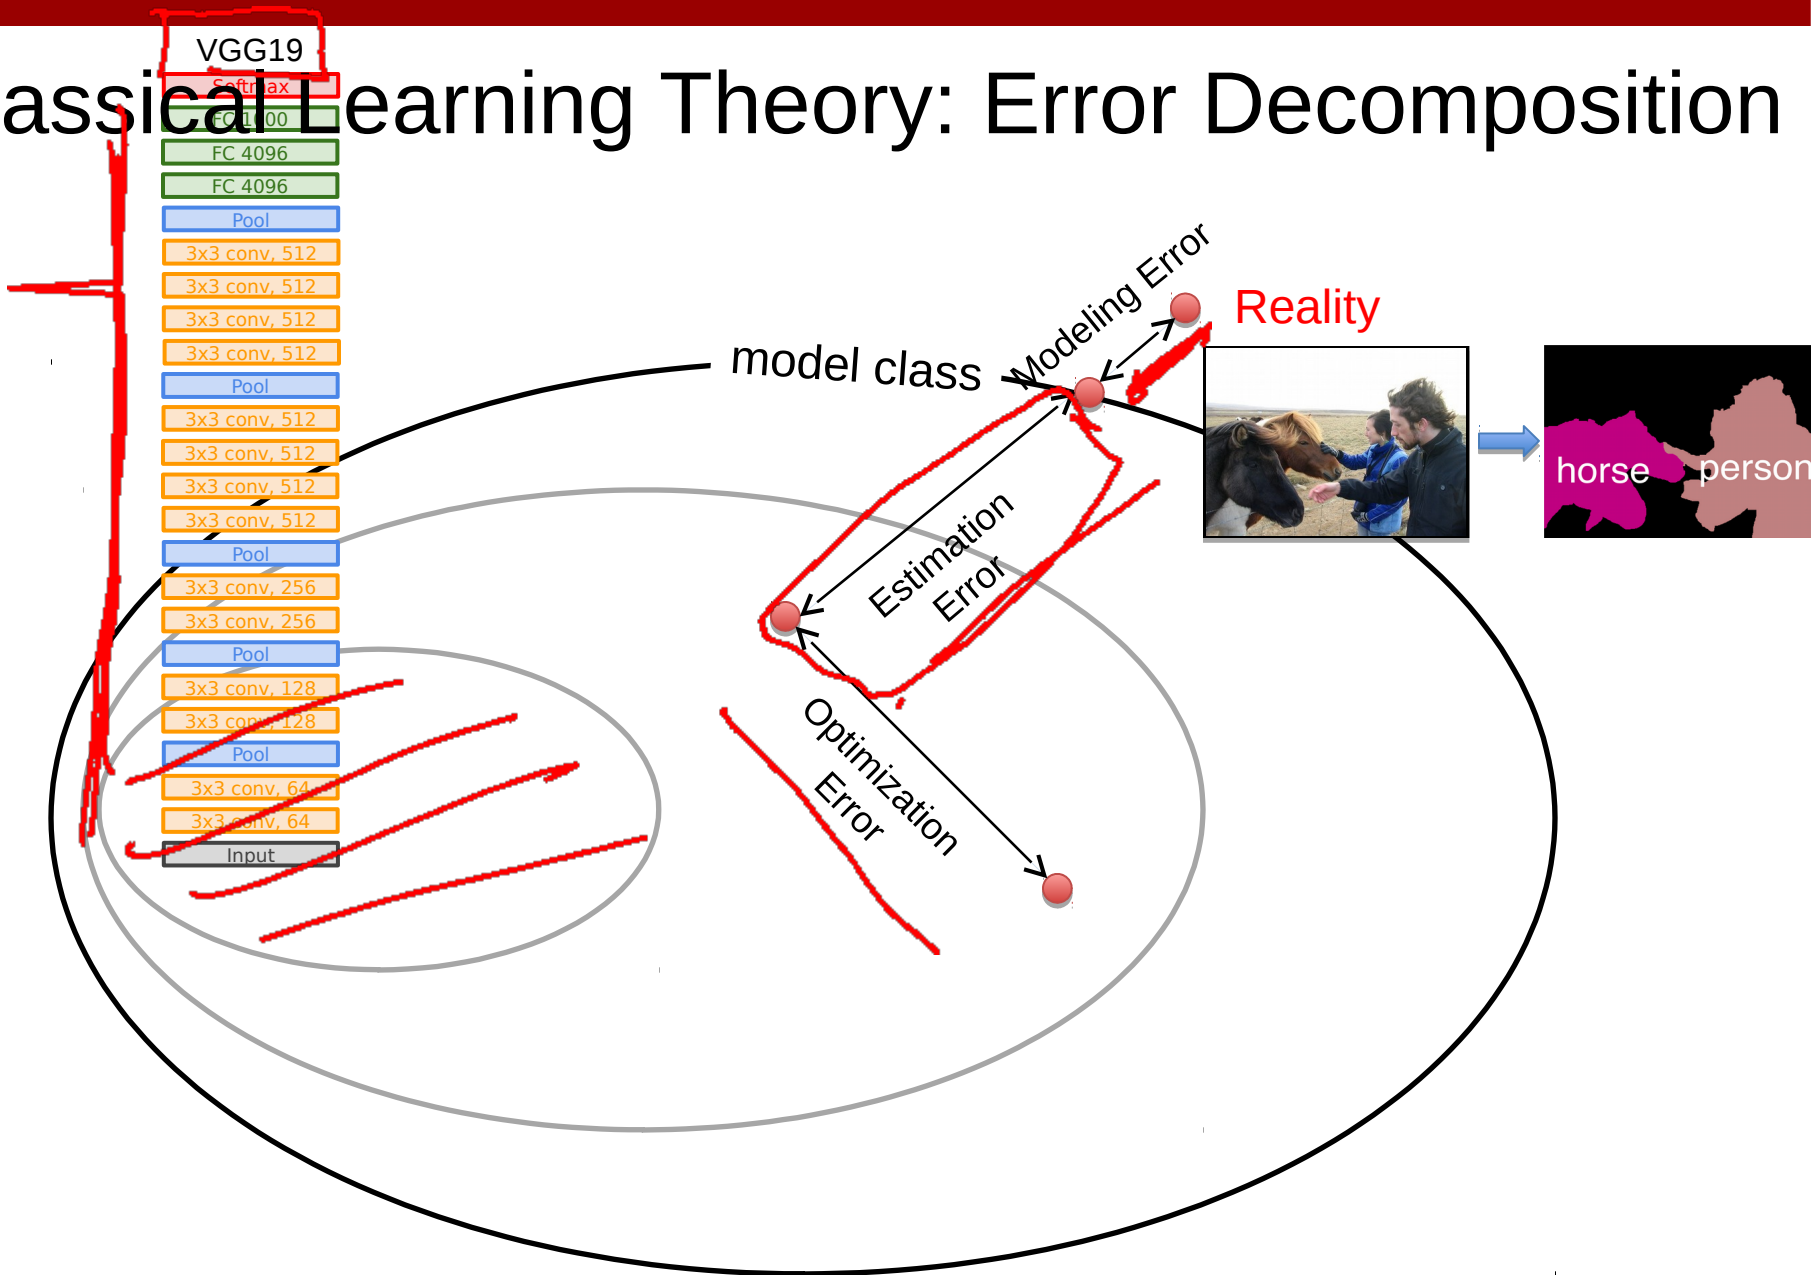 VGG19
assical Learning Theory: Error Decomposition
Softmax
FC 1000
FC 4096
FC 4096
Pool
3x3 conv, 512
3x3 conv, 512
3x3 conv, 512
3x3 conv, 512
Pool
3x3 conv, 512
3x3 conv, 512
3x3 conv, 512
3x3 conv, 512
Pool
3x3 conv, 256
3x3 conv, 256
Pool
3x3 conv, 128
3x3 conv, 128
Pool
3x3 conv, 64
3x3 conv, 64
Input
model class
Modeling Error
Reality
horse
person
Estimation
Error
Optimization
Error